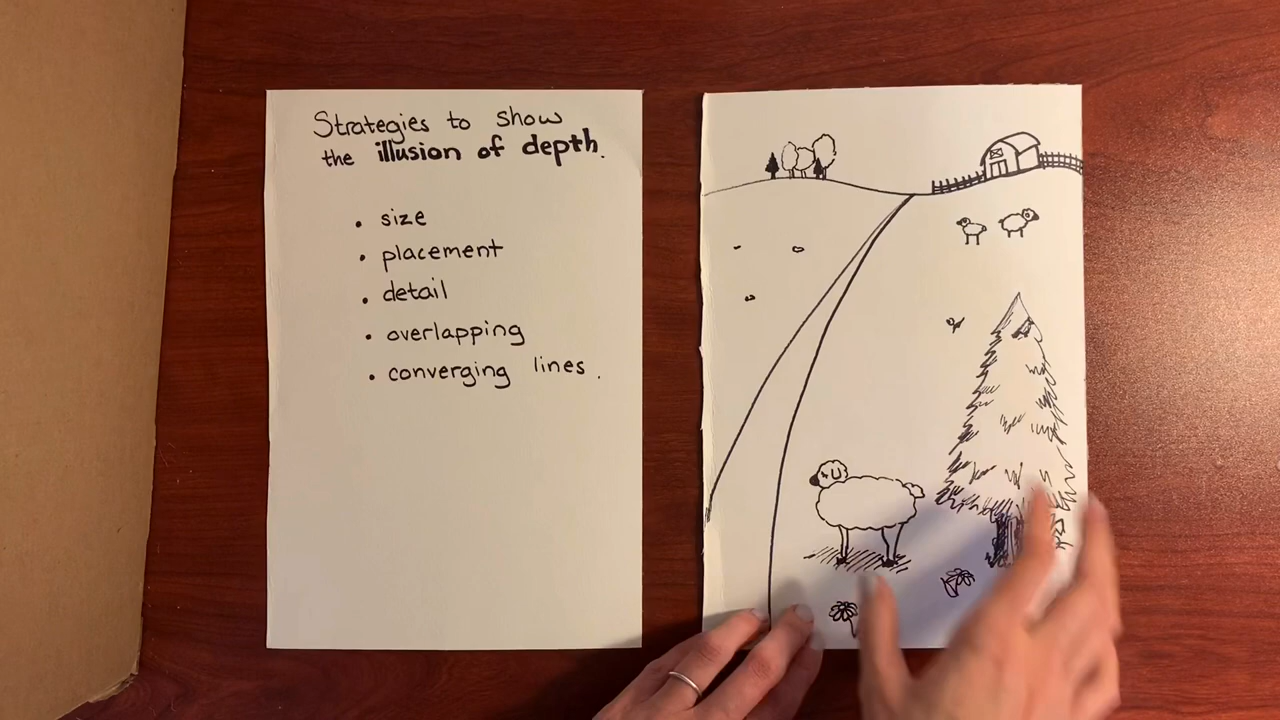 Strategies to show
the illusion of depth.
• size
• placement
• detail
• overlapping
• converging lines.